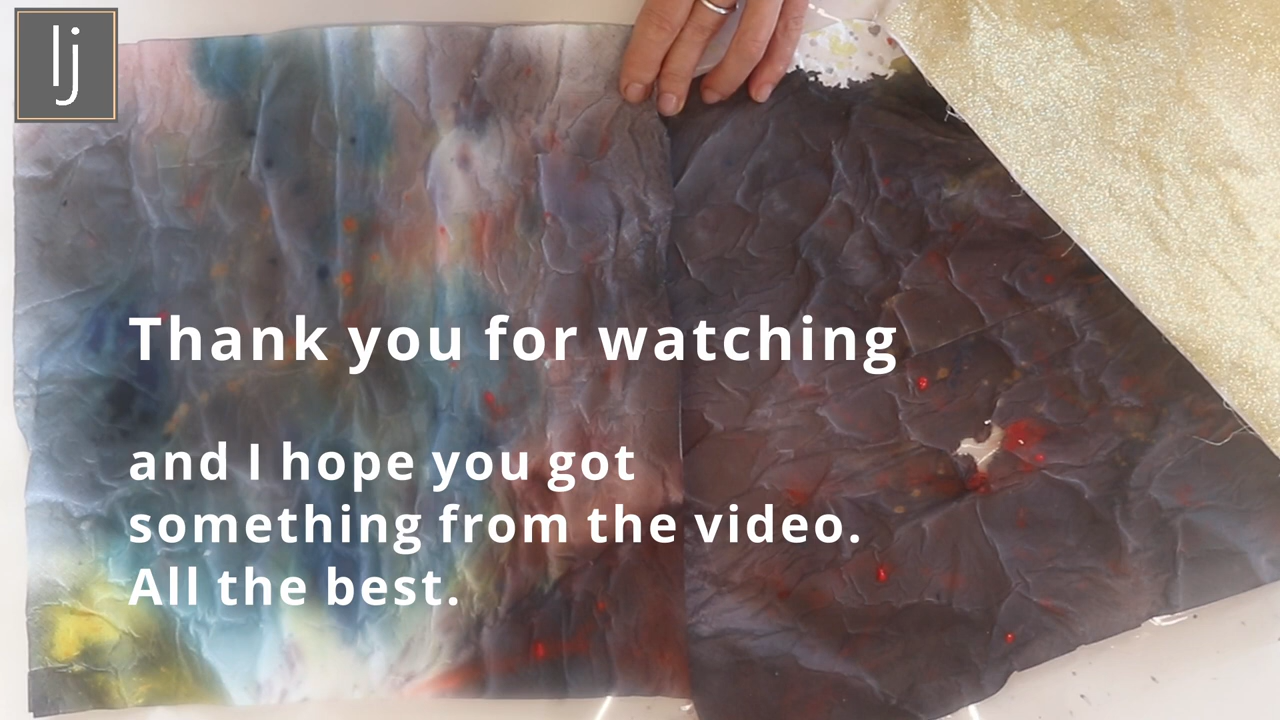 lj
Thank you for watching
and I hope you got
something from the video.
All the best.